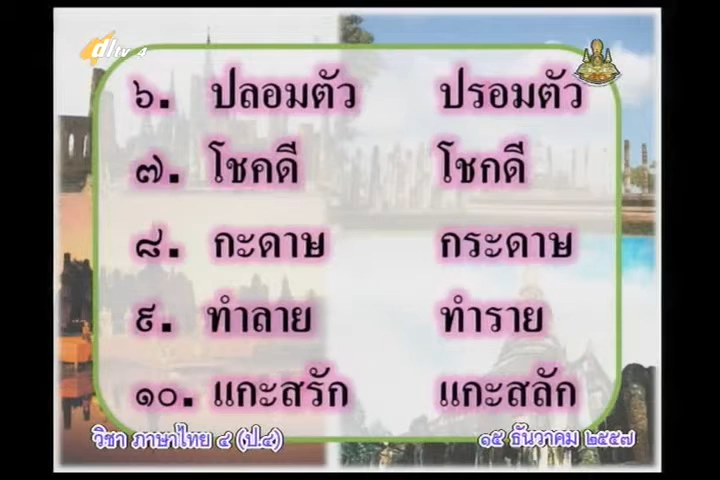 dltv 4
๖. ปลอมตัว ปรอมตัว
๗. โชคดี โชกดี
๘. กะดาษ กระดาษ
๙. ทำลาย ทำราย
๑๐. แกะสรัก แกะสลัก
วิชา ภาษาไทย ๔ (ป.๔) ๑๕ ธันวาคม ๒๕๕๗